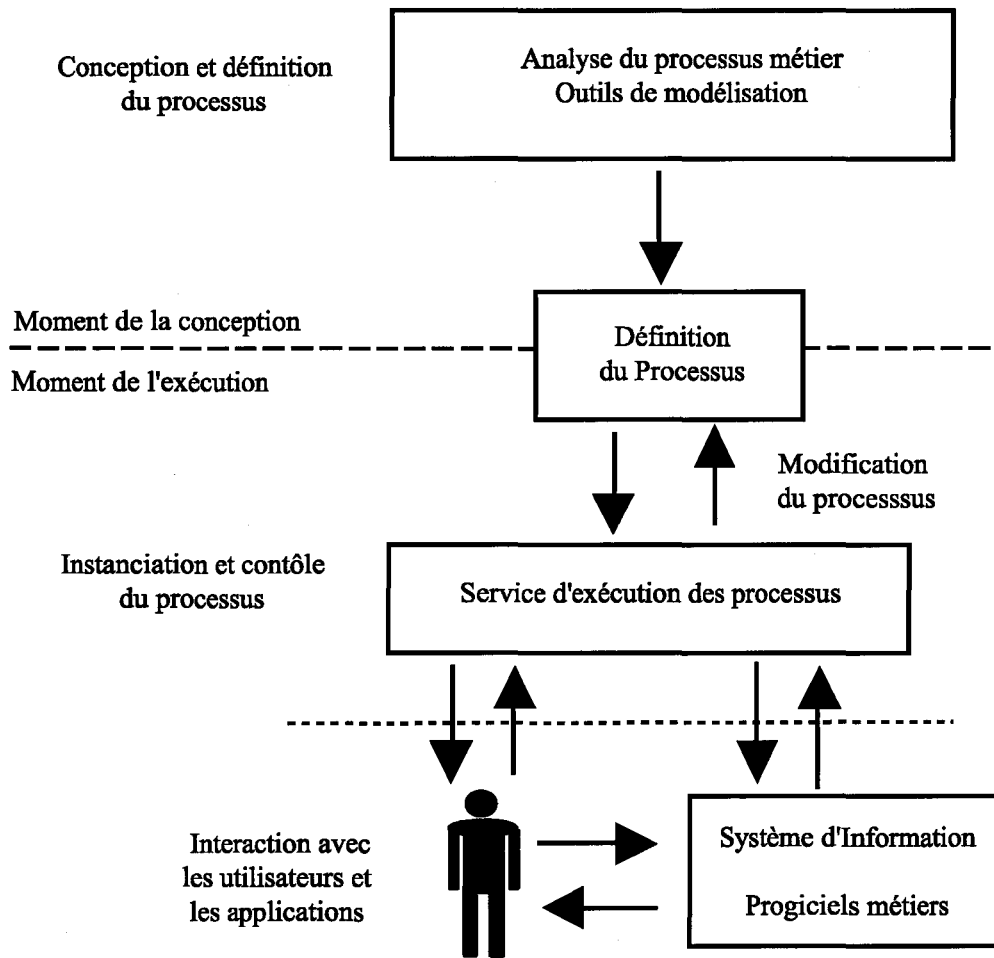 Conception et définition
du processus
Analyse du processus métier
Outils de modélisation
Moment de la conception
Moment de l'exécution
Définition
du Processus
Modification
du processsus
Instanciation et contôle
du processus
Service d'exécution des processus
Interaction avec
les utilisateurs et
les applications
Système d'Information
Progiciels métiers